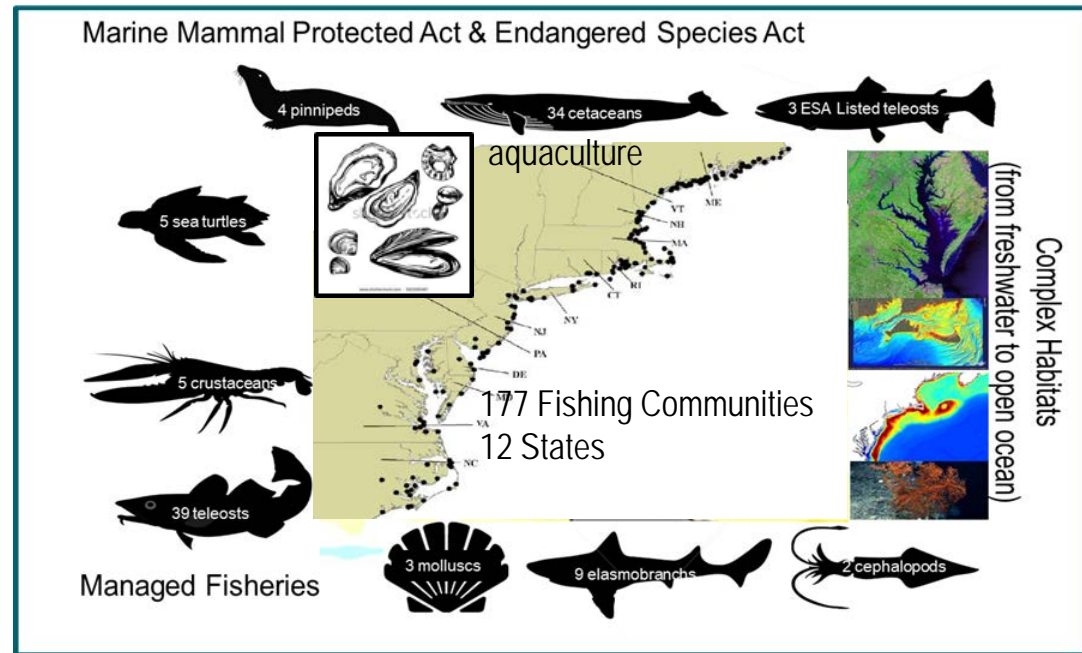 Marine Mammal Protected Act & Endangered Species Act
4 pinnipeds
34 cetaceans
3 ESA Listed teleosts
aquaculture
5 sea turtles
ME
VT
NH
MA
RI
CT
NY
NJ
PA
DE
VA
NC
177 Fishing Communities
12 States
Complex Habitats
(from freshwater to open ocean)
5 crustaceans
39 teleosts
3 molluscs
9 elasmobranchs
2 cephalopods
Managed Fisheries